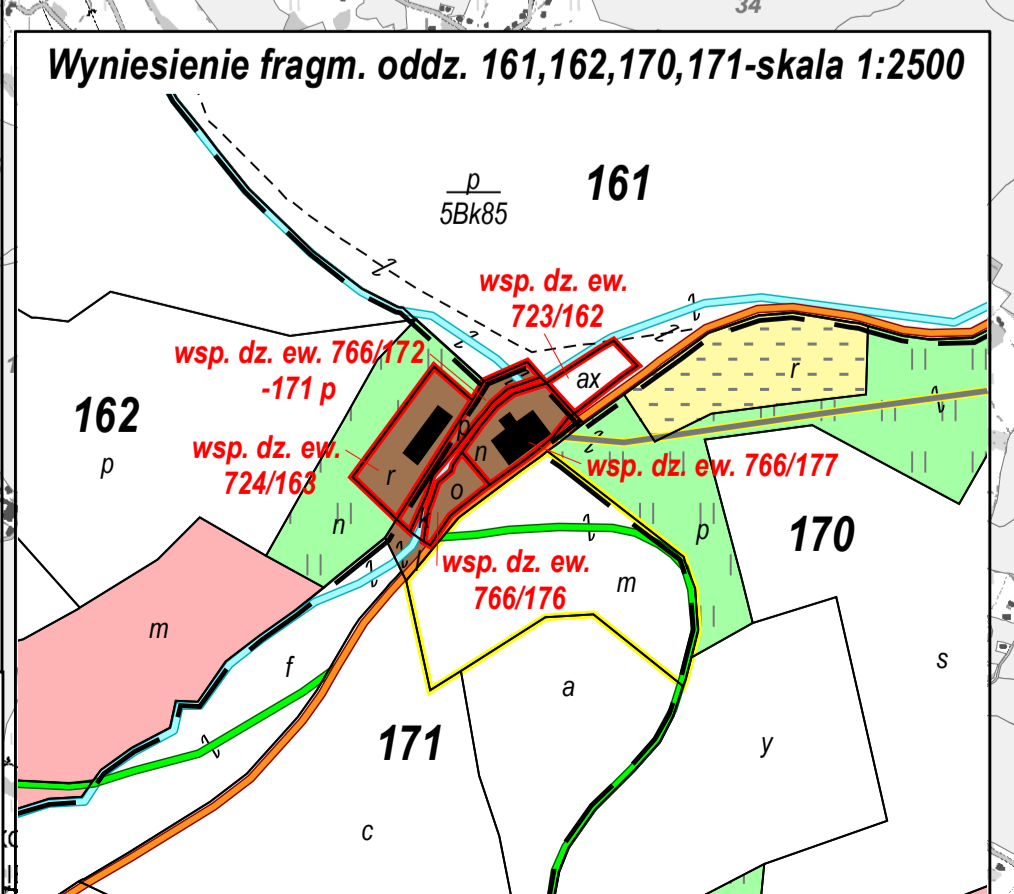 34
Wyniesienie fragm. oddz. 161,162,170,171-skala 1:2500
161
p
5Bk85
wsp. dz. ew.
723/162
wsp. dz. ew. 766/172
-171 p
ax
r
162
p
wsp. dz. ew.
724/163
p
n
r
o
wsp. dz. ew. 766/177
n
p
170
k
l
wsp. dz. ew.
766/176
m
m
f
a
s
171
y
c